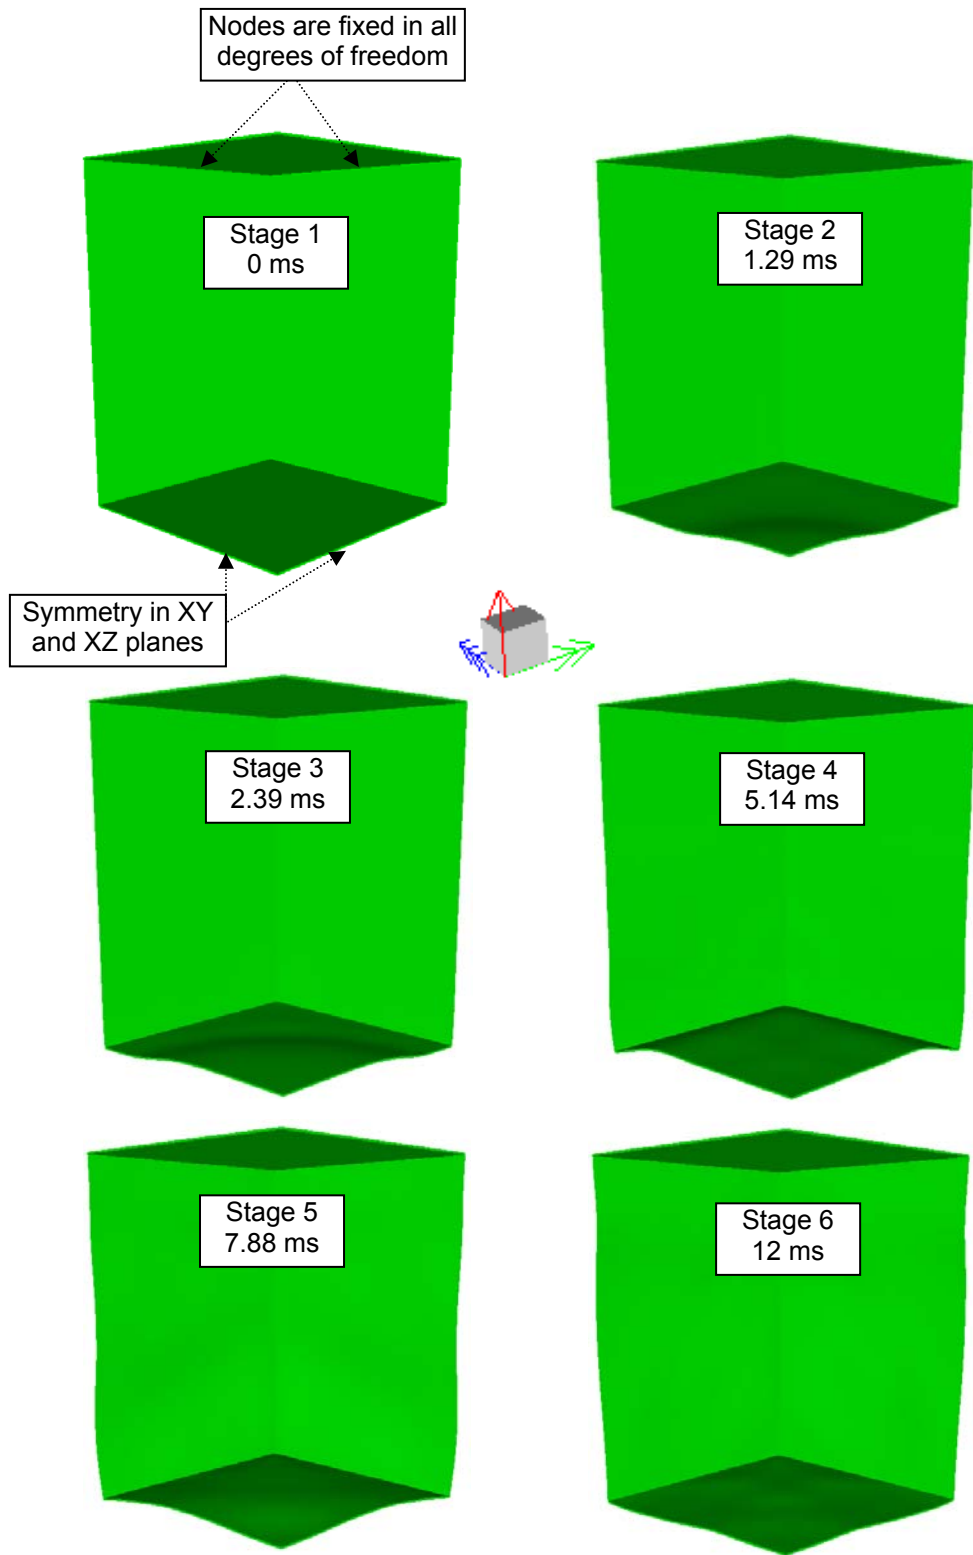 Nodes are fixed in all
degrees of freedom
Stage 1
0 ms
Stage 2
1.29 ms
Symmetry in XY
and XZ planes
Stage 3
2.39 ms
Stage 4
5.14 ms
Stage 5
7.88 ms
Stage 6
12 ms